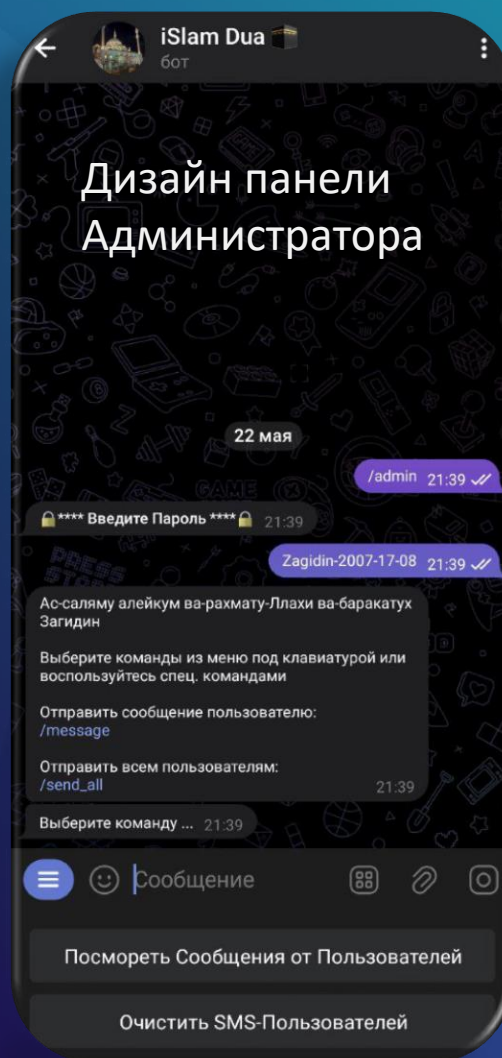 iSlam Dua 🕋
бот
Дизайн панели
Администратора
22 мая
/admin 21:39
🔒**** Введите Пароль ****🔒 21:39
Zagidin-2007-17-08 21:39
Ас-саляму алейкум ва-рахмату-Ллахи ва-баракатух
Загидин
Выберите команды из меню под клавиатурой или
воспользуйтесь спец. командами
Отправить сообщение пользователю:
/message
Отправить всем пользователям:
/send_all 21:39
Выберите команду ... 21:39
Сообщение
Посмореть Сообщения от Пользователей
Очистить SMS-Пользователей